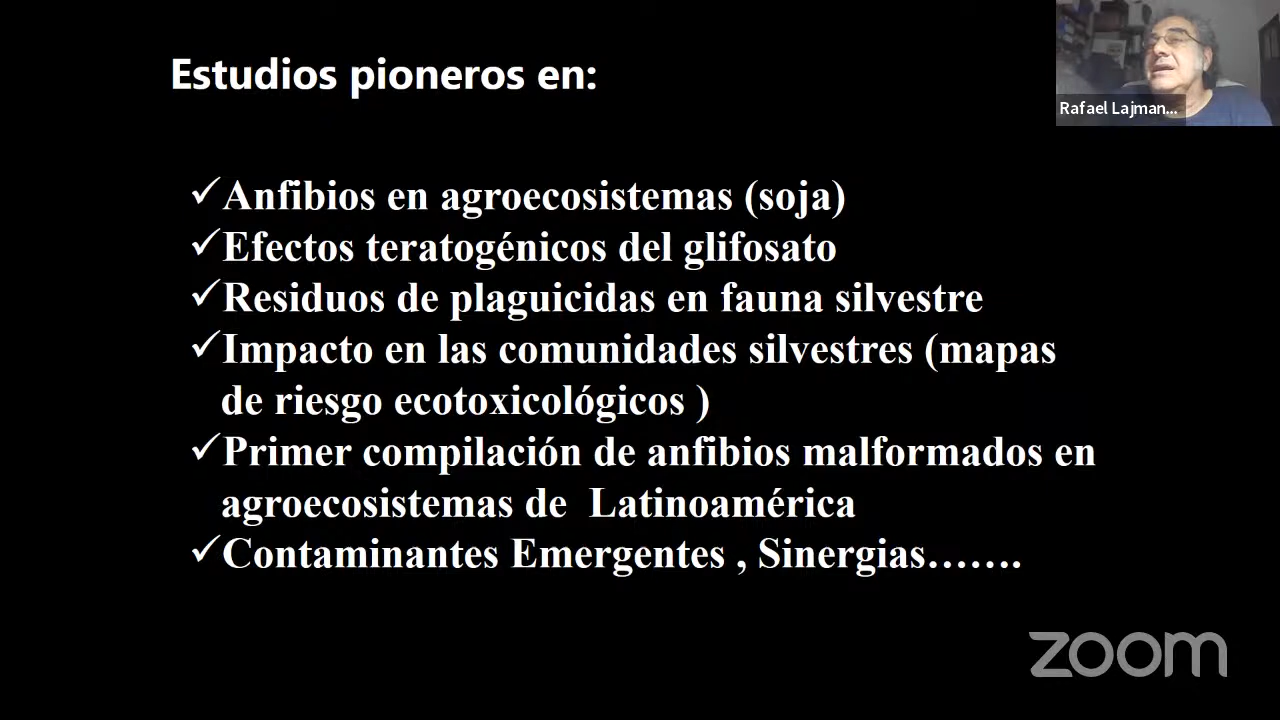 Estudios pioneros en:
Rafael Lajman...
✓Anfibios en agroecosistemas (soja)
✓Efectos teratogénicos del glifosato
✓Residuos de plaguicidas en fauna silvestre
✓Impacto en las comunidades silvestres (mapas
de riesgo ecotoxicológicos )
✓Primer compilación de anfibios malformados en
agroecosistemas de  Latinoamérica
✓Contaminantes Emergentes , Sinergias…….
zoom